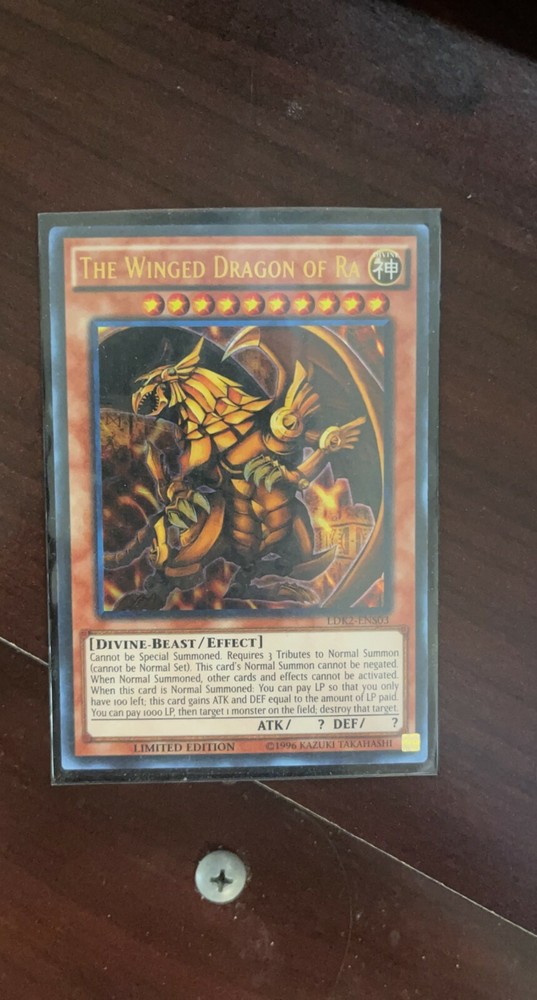 THE WINGED DRAGON OF RA
DIVINE
神
LDK2-ENS03
[DIVINE-BEAST/EFFECT]
Cannot be Special Summoned. Requires 3 Tributes to Normal Summon
(cannot be Normal Set). This card's Normal Summon cannot be negated.
When Normal Summoned, other cards and effects cannot be activated.
When this card is Normal Summoned: You can pay LP so that you only
have 100 left; this card gains ATK and DEF equal to the amount of LP paid.
You can pay 1000 LP, then target 1 monster on the field; destroy that target.
ATK/ ? DEF/ ?
LIMITED EDITION ©1996 KAZUKI TAKAHASHI